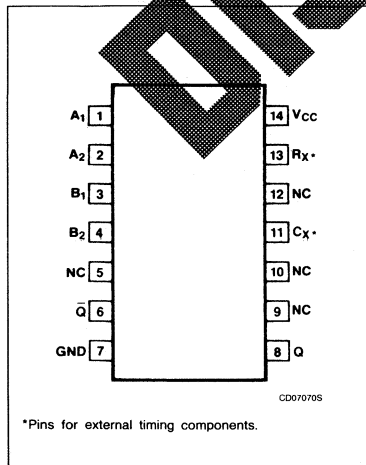 A1 1
14 VCC
A2 2
13 RX*
B1 3
12 NC
B2 4
11 CX*
NC 5
10 NC
Q̅ 6
9 NC
GND 7
8 Q
CD07070S
*Pins for external timing components.